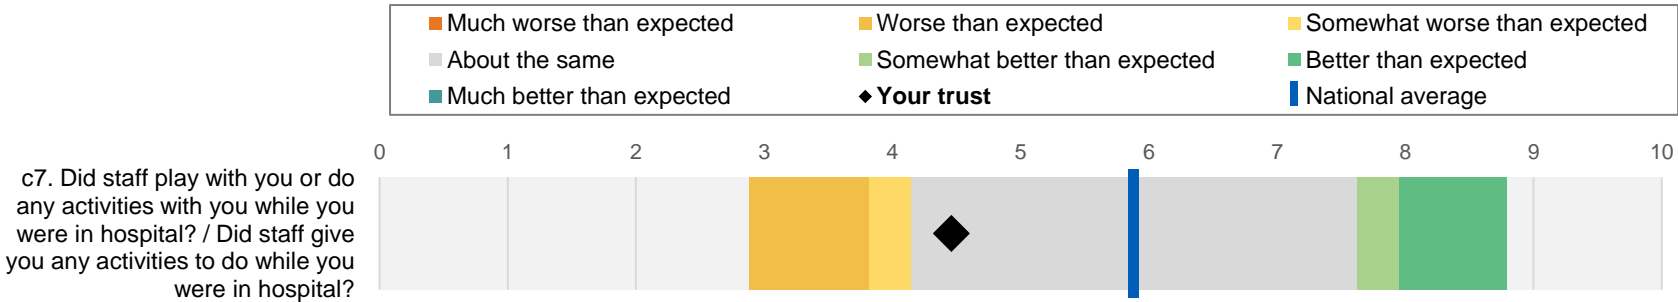 Much worse than expected
Worse than expected
Somewhat worse than expected
About the same
Somewhat better than expected
Better than expected
Much better than expected
Your trust
National average
0 1 2 3 4 5 6 7 8 9 10
c7. Did staff play with you or do
any activities with you while you
were in hospital? / Did staff give
you any activities to do while you
were in hospital?